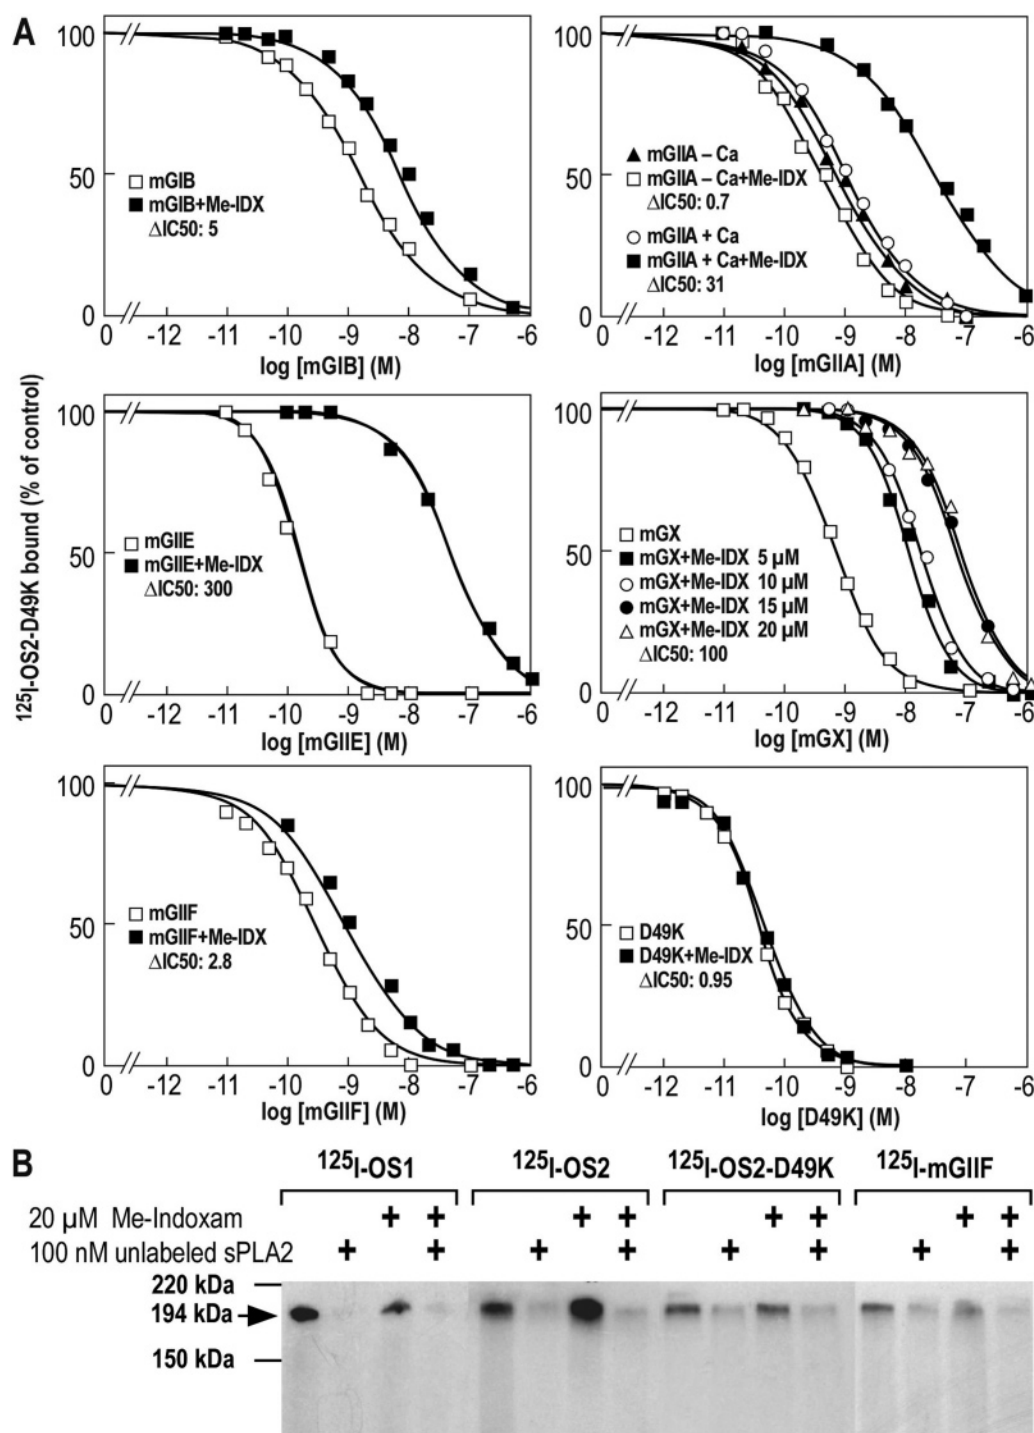 A
¹²⁵I-OS2-D49K bound (% of control)
100
50
0
mGIB
mGIB+Me-IDX
ΔIC50: 5
0 -12 -11 -10 -9 -8 -7 -6
log [mGIB] (M)
100
50
0
mGIIA – Ca
mGIIA – Ca+Me-IDX
ΔIC50: 0.7
mGIIA + Ca
mGIIA + Ca+Me-IDX
ΔIC50: 31
0 -12 -11 -10 -9 -8 -7 -6
log [mGIIA] (M)
100
50
0
mGIIE
mGIIE+Me-IDX
ΔIC50: 300
0 -12 -11 -10 -9 -8 -7 -6
log [mGIIE] (M)
100
50
0
mGX
mGX+Me-IDX 5 µM
mGX+Me-IDX 10 µM
mGX+Me-IDX 15 µM
mGX+Me-IDX 20 µM
ΔIC50: 100
0 -12 -11 -10 -9 -8 -7 -6
log [mGX] (M)
100
50
0
mGIIF
mGIIF+Me-IDX
ΔIC50: 2.8
0 -12 -11 -10 -9 -8 -7 -6
log [mGIIF] (M)
100
50
0
D49K
D49K+Me-IDX
ΔIC50: 0.95
0 -12 -11 -10 -9 -8 -7 -6
log [D49K] (M)
B
¹²⁵I-OS1 ¹²⁵I-OS2 ¹²⁵I-OS2-D49K ¹²⁵I-mGIIF
20 µM Me-Indoxam + + + + + + + +
100 nM unlabeled sPLA2 + + + + + + + +
220 kDa
194 kDa
150 kDa